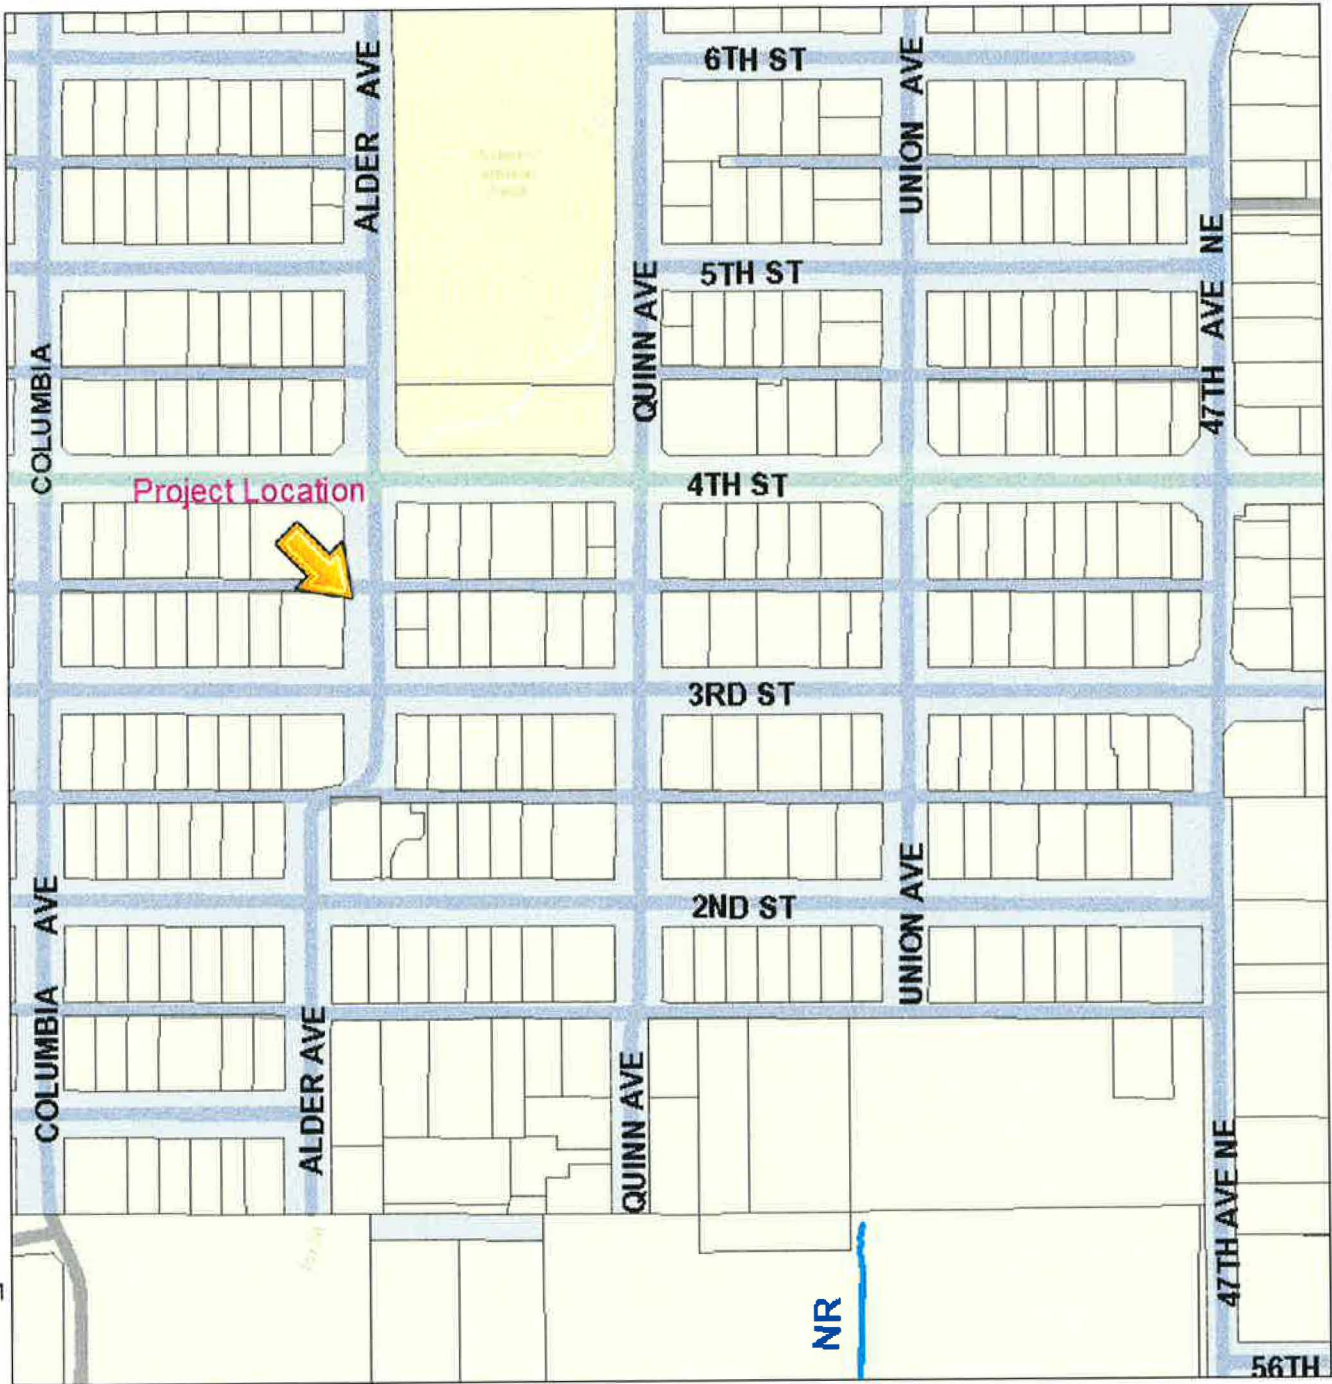 6TH ST
ALDER AVE
UNION AVE
5TH ST
47TH AVE NE
QUINN AVE
COLUMBIA
4TH ST
Project Location
3RD ST
UNION AVE
2ND ST
COLUMBIA AVE
ALDER AVE
QUINN AVE
47TH AVE NE
NR
56TH